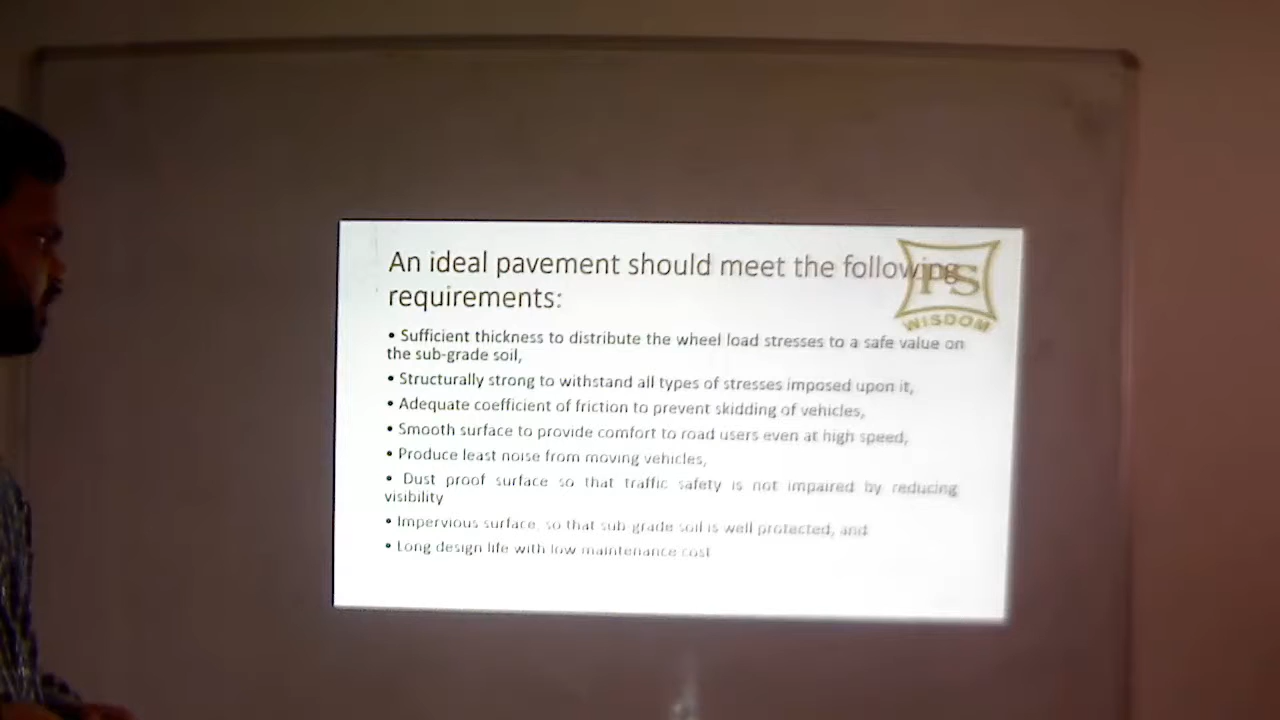 An ideal pavement should meet the following
requirements:
PS
WISDOM
• Sufficient thickness to distribute the wheel load stresses to a safe value on
the sub-grade soil,
• Structurally strong to withstand all types of stresses imposed upon it,
• Adequate coefficient of friction to prevent skidding of vehicles,
• Smooth surface to provide comfort to road users even at high speed,
• Produce least noise from moving vehicles,
• Dust proof surface so that traffic safety is not impaired by reducing
visibility
• Impervious surface, so that sub-grade soil is well protected, and
• Long design life with low maintenance cost